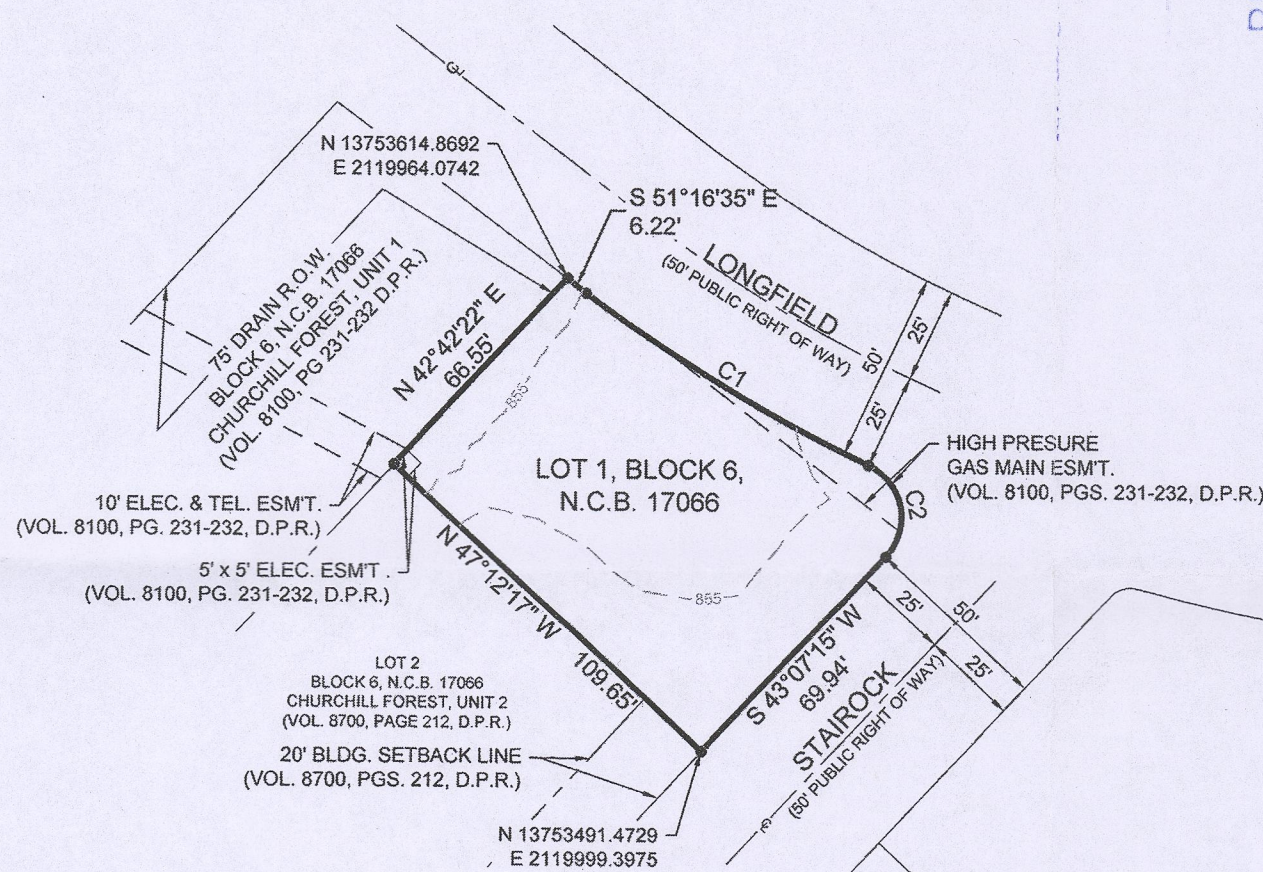 N 13753614.8692
E 2119964.0742
S 51°16'35" E
6.22'
LONGFIELD
(50' PUBLIC RIGHT OF WAY)
75' DRAIN R.O.W.
BLOCK 6, N.C.B. 17066
CHURCHILL FOREST, UNIT 1
(VOL. 8100, PG 231-232 D.P.R.)
N 42°42'22" E
66.55'
855
C1
50'
25'
25'
LOT 1, BLOCK 6,
N.C.B. 17066
HIGH PRESURE
GAS MAIN ESM'T.
(VOL. 8100, PGS. 231-232, D.P.R.)
C2
10' ELEC. & TEL. ESM'T.
(VOL. 8100, PG. 231-232, D.P.R.)
5' x 5' ELEC. ESM'T.
(VOL. 8100, PG. 231-232, D.P.R.)
N 47°12'17" W
109.65'
855
25'
50'
25'
S 43°07'15" W
69.94'
STAIROCK
(50' PUBLIC RIGHT OF WAY)
LOT 2
BLOCK 6, N.C.B. 17066
CHURCHILL FOREST, UNIT 2
(VOL. 8700, PAGE 212, D.P.R.)
20' BLDG. SETBACK LINE
(VOL. 8700, PGS. 212, D.P.R.)
N 13753491.4729
E 2119999.3975